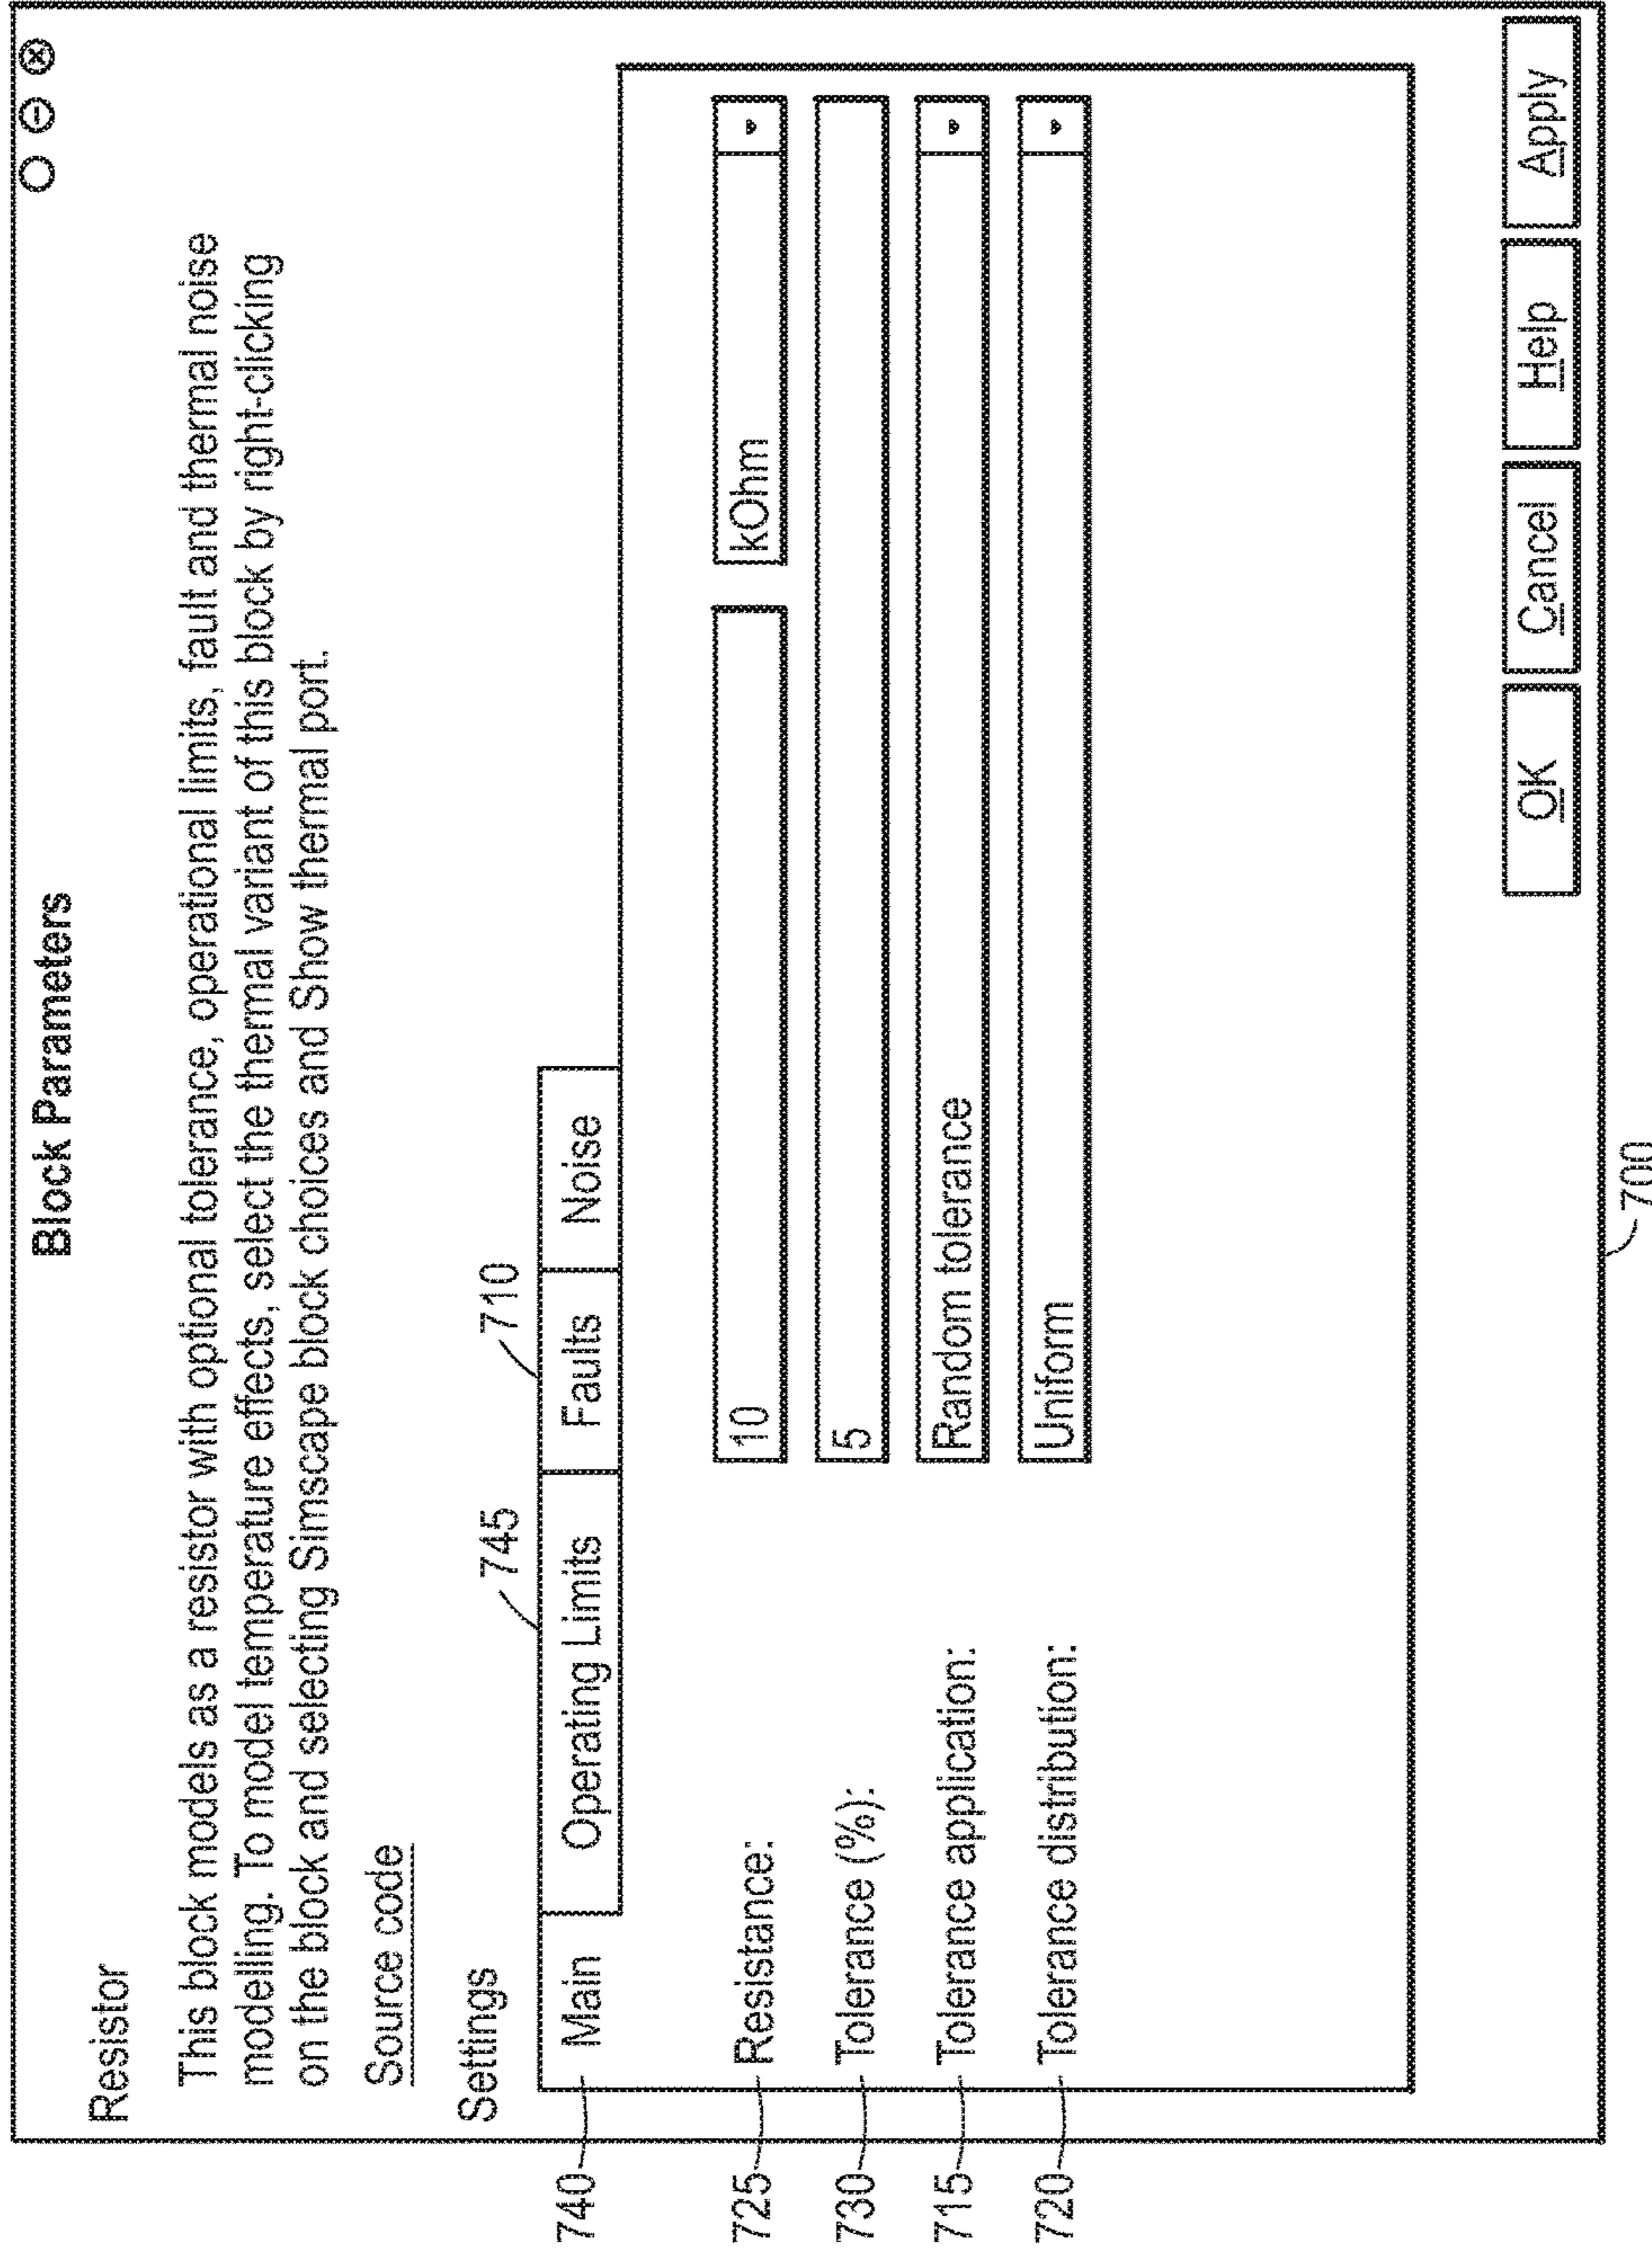 Block Parameters
Resistor
This block models as a resistor with optional tolerance, operational limits, fault and thermal noise
modelling. To model temperature effects, select the thermal variant of this block by right-clicking
on the block and selecting Simscape block choices and Show thermal port.
Source code
Settings
745 710
740 Main Operating Limits Faults Noise
725 Resistance: 10 kOhm
730 Tolerance (%): 5
715 Tolerance application: Random tolerance
720 Tolerance distribution: Uniform
OK Cancel Help Apply
700